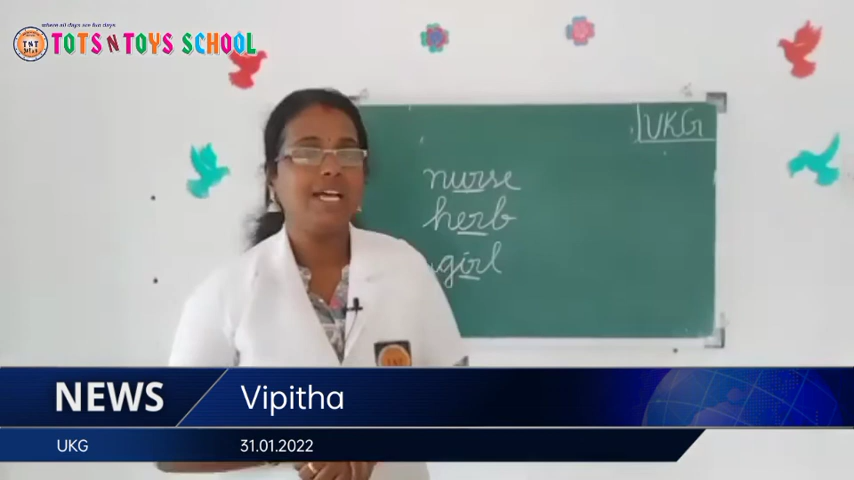 where all days are fun days
TNT
TOTS N TOYS SCHOOL
UKG
nurse
herb
girl
NEWS
Vipitha
UKG
31.01.2022